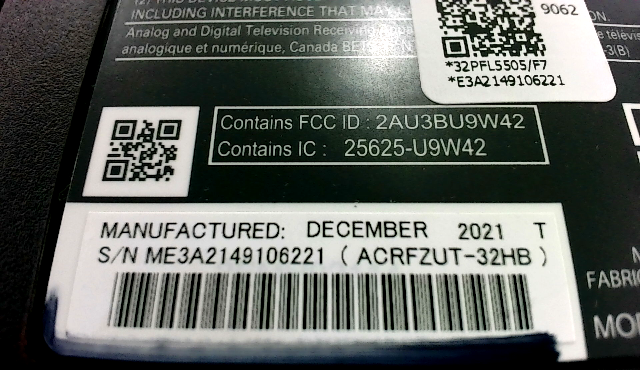 INCLUDING INTERFERENCE THAT MAY
Analog and Digital Television Receiving
analogique et numérique, Canada
9062
*32PFL5505/F7
*E3A2149106221
-3(B)
Contains FCC ID : 2AU3BU9W42
Contains IC : 25625-U9W42
MANUFACTURED: DECEMBER 2021 T
S/N ME3A2149106221 ( ACRFZUT-32HB )